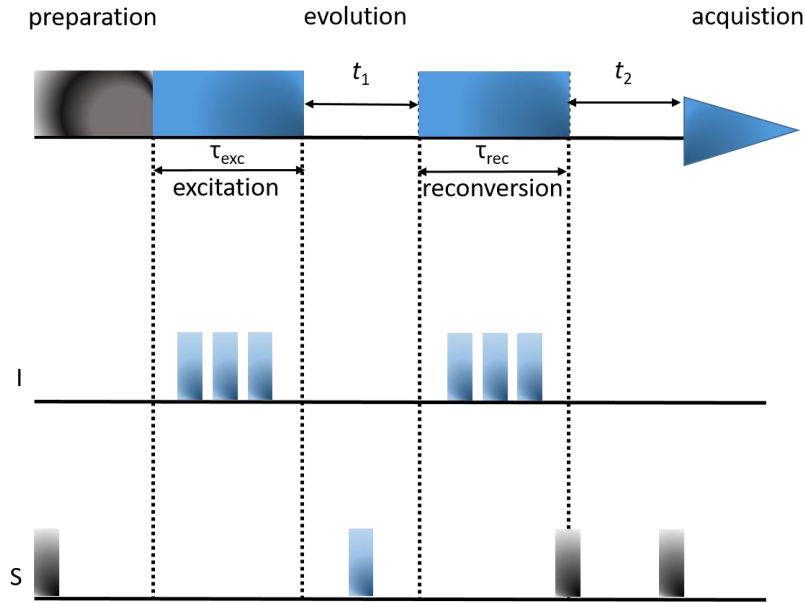 preparation evolution acquistion
t1 t2
τexc τrec
excitation reconversion
I
S